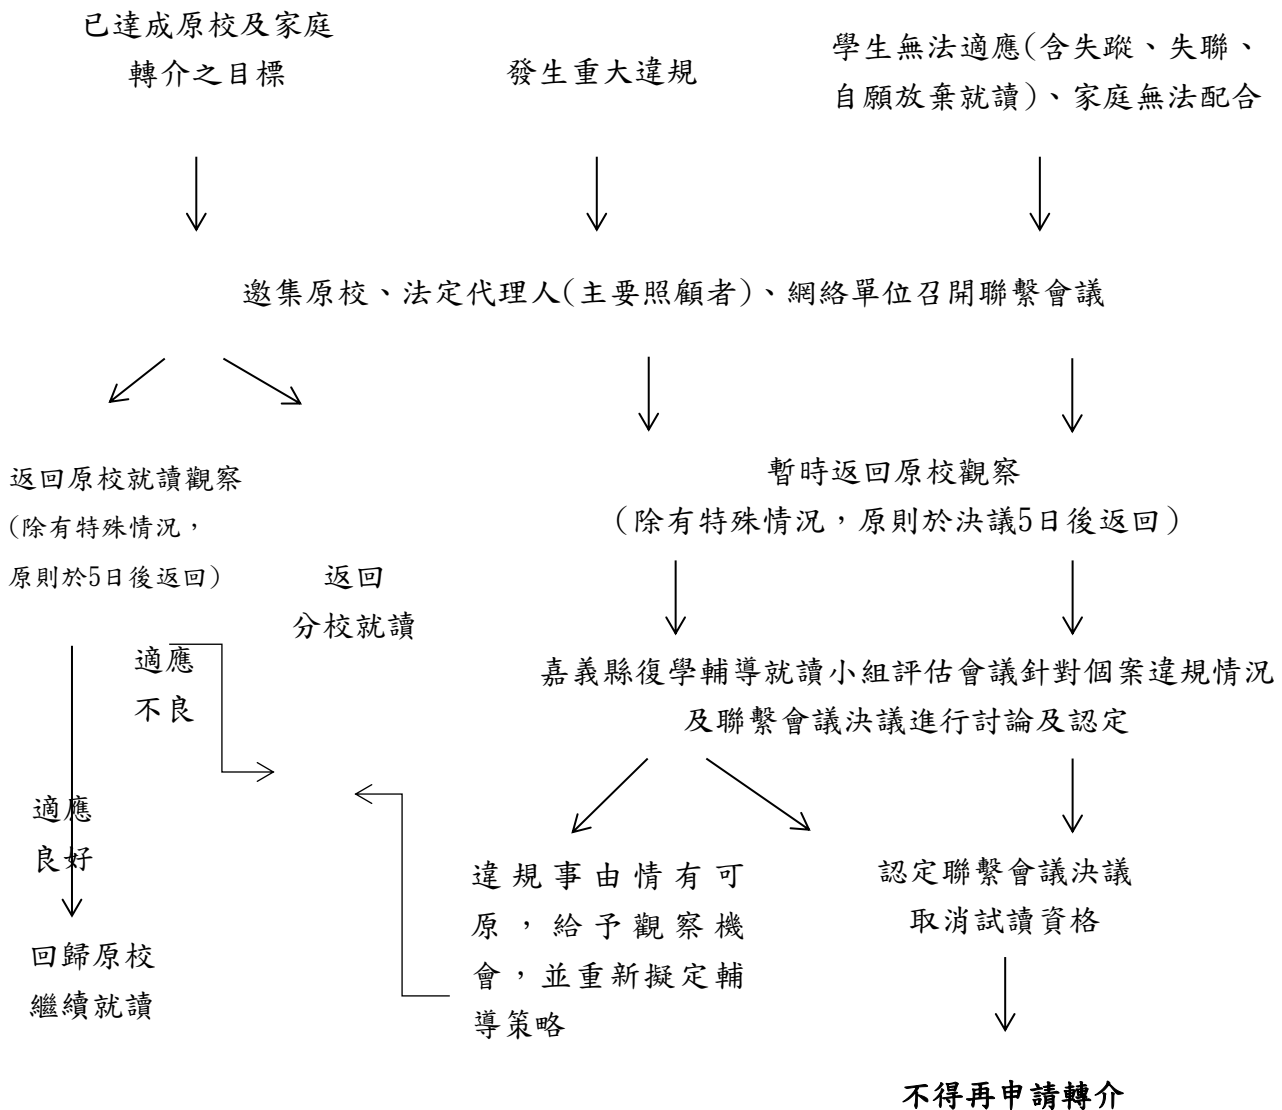 已達成原校及家庭
轉介之目標
發生重大違規
學生無法適應(含失蹤、失聯、
自願放棄就讀)、家庭無法配合
邀集原校、法定代理人(主要照顧者)、網絡單位召開聯繫會議
返回原校就讀觀察
(除有特殊情況，
原則於5日後返回)
返回
分校就讀
暫時返回原校觀察
(除有特殊情況，原則於決議5日後返回)
適應
不良
嘉義縣復學輔導就讀小組評估會議針對個案違規情況
及聯繫會議決議進行討論及認定
適應
良好
回歸原校
繼續就讀
違規事由情有可
原，給予觀察機
會，並重新擬定輔
導策略
認定聯繫會議決議
取消試讀資格
不得再申請轉介